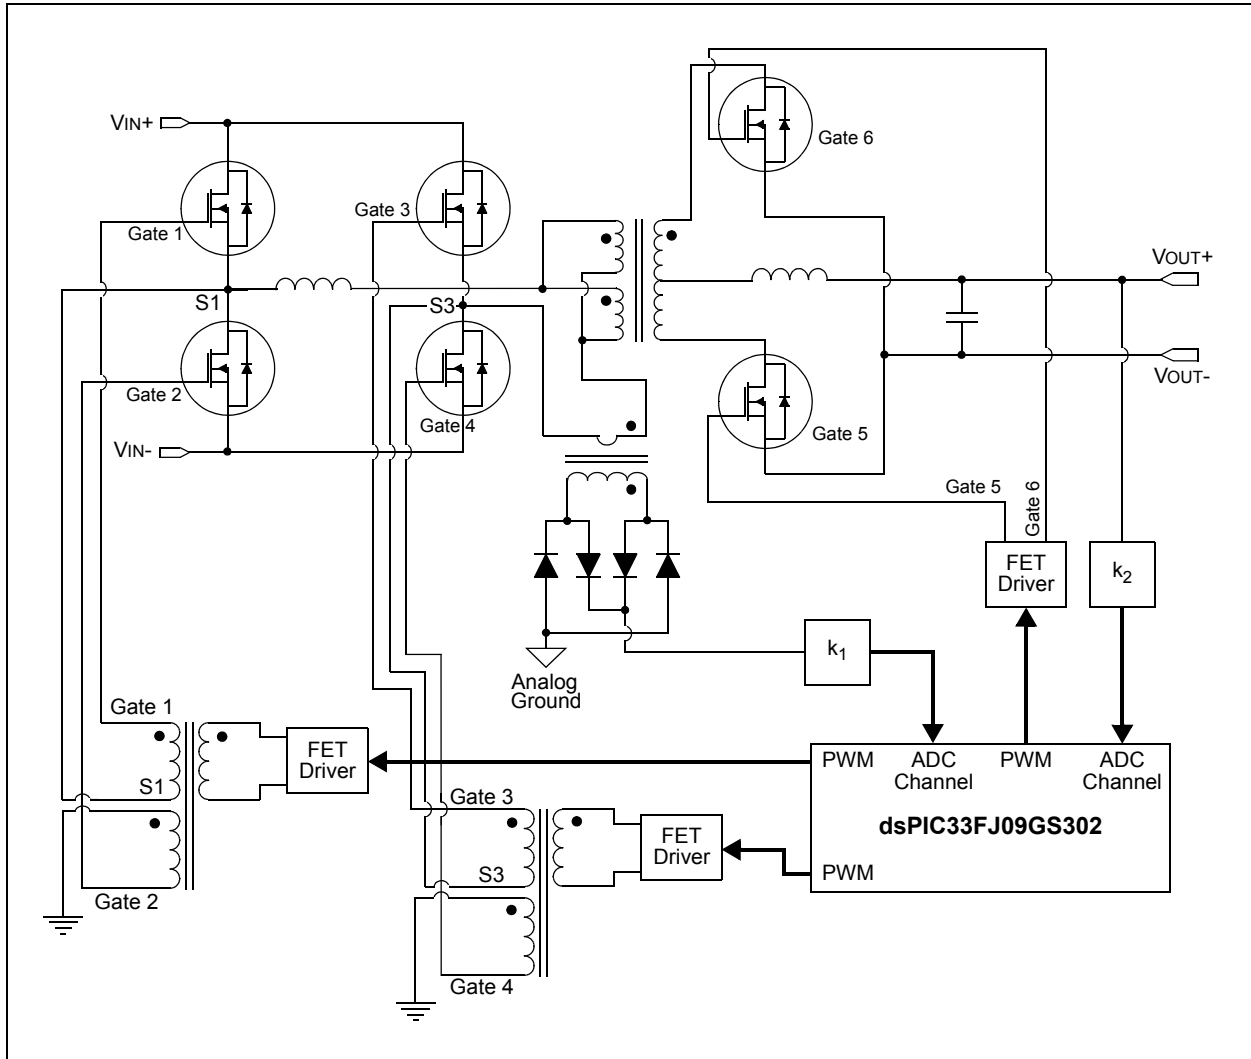 VIN+
Gate 1
Gate 3
Gate 6
S1
S3
VOUT+
VOUT-
Gate 2
Gate 4
Gate 5
VIN-
Gate 5
Gate 6
FET
Driver
k2
k1
Analog
Ground
Gate 1
S1
Gate 2
FET
Driver
Gate 3
S3
Gate 4
FET
Driver
PWM
ADC
Channel
PWM
ADC
Channel
dsPIC33FJ09GS302
PWM